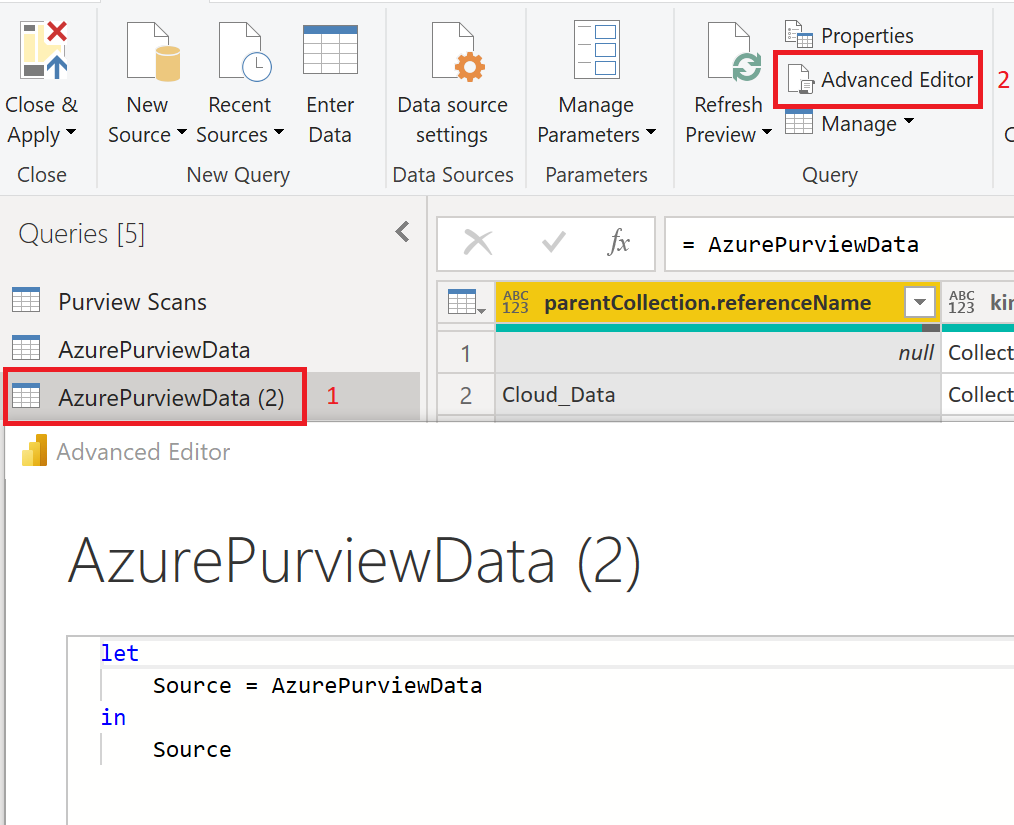 Close &
Apply
Close
New
Source
Recent
Sources
Enter
Data
New Query
Data source
settings
Data Sources
Manage
Parameters
Parameters
Refresh
Preview
Properties
Advanced Editor
2
Manage
Query
Queries [5]
fx
= AzurePurviewData
Purview Scans
AzurePurviewData
AzurePurviewData (2)
1
ABC
123
parentCollection.referenceName
ABC
123
1
null
Collect
2
Cloud_Data
Collect
Advanced Editor
AzurePurviewData (2)
let
Source = AzurePurviewData
in
Source